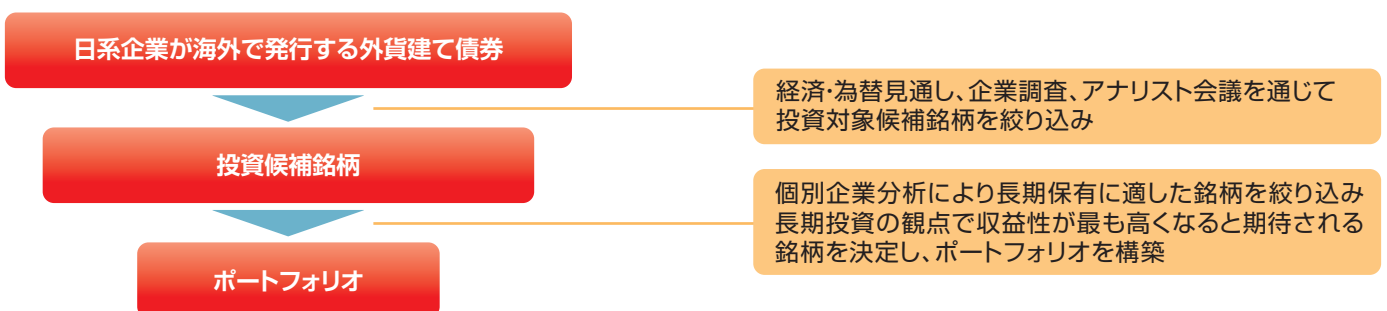 日系企業が海外で発行する外貨建て債券
経済・為替見通し、企業調査、アナリスト会議を通じて
投資対象候補銘柄を絞り込み
投資候補銘柄
個別企業分析により長期保有に適した銘柄を絞り込み
長期投資の観点で収益性が最も高くなると期待される
銘柄を決定し、ポートフォリオを構築
ポートフォリオ